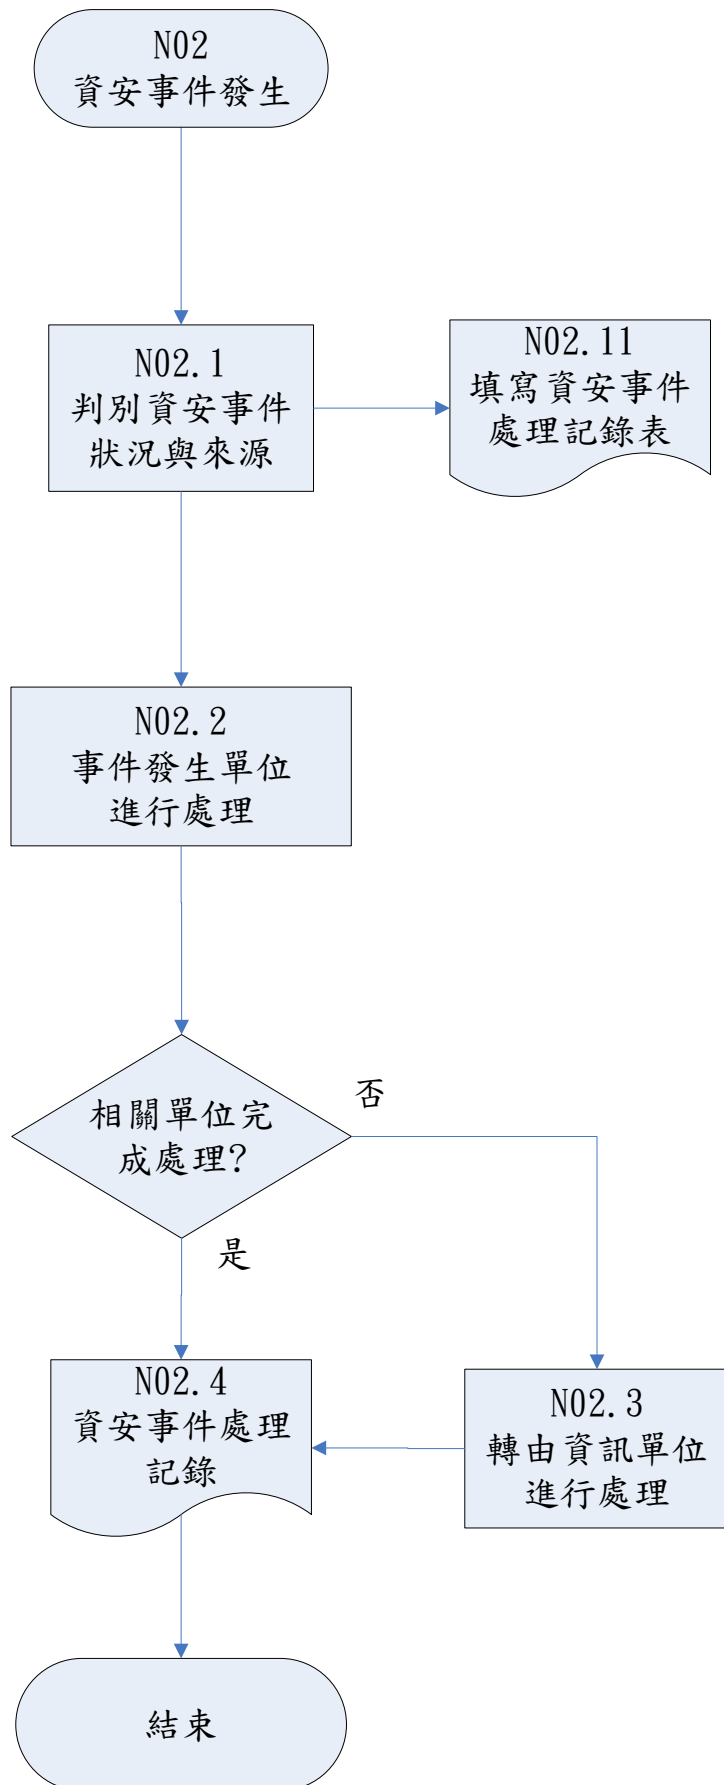 N02
資安事件發生
N02.1
判別資安事件
狀況與來源
N02.11
填寫資安事件
處理記錄表
N02.2
事件發生單位
進行處理
相關單位完
成處理?
否
是
N02.4
資安事件處理
記錄
N02.3
轉由資訊單位
進行處理
結束